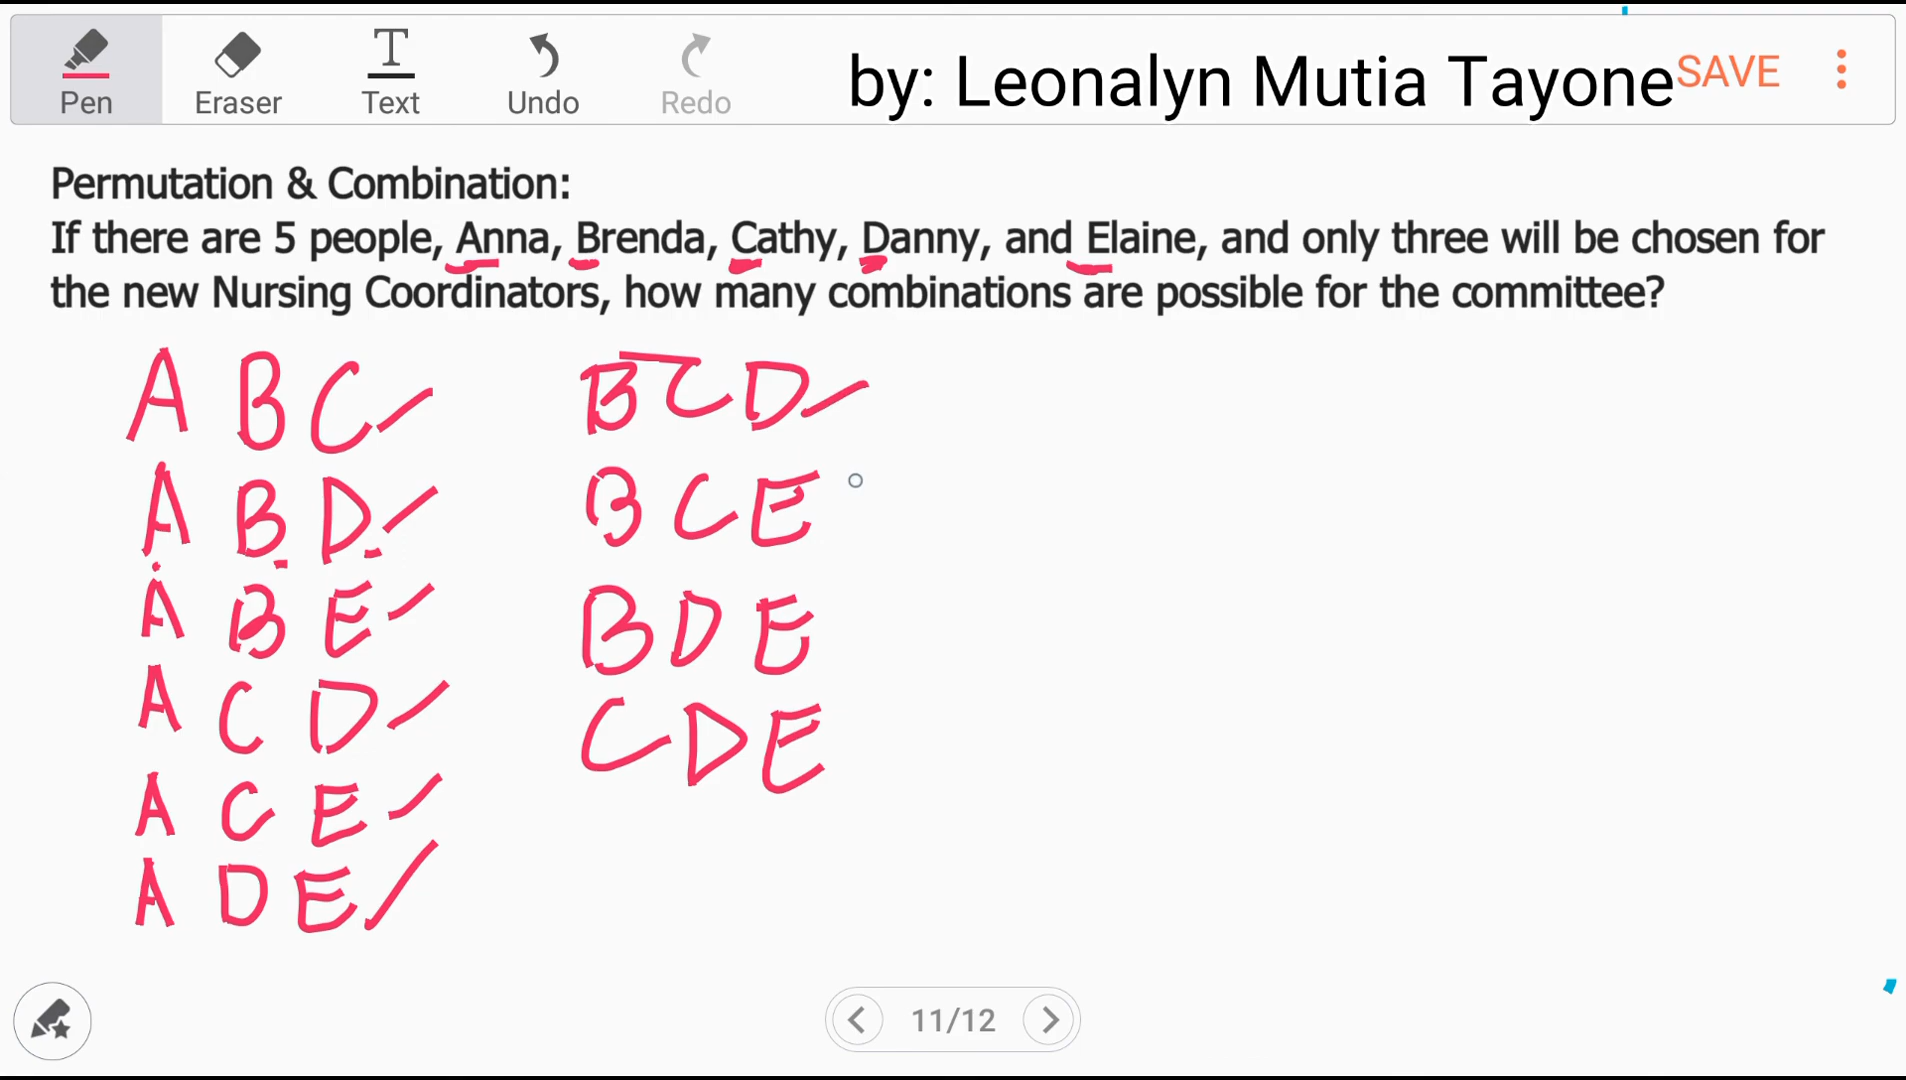 Pen Eraser Text Undo Redo by: Leonalyn Mutia Tayone SAVE
Permutation & Combination:
If there are 5 people, Anna, Brenda, Cathy, Danny, and Elaine, and only three will be chosen for
the new Nursing Coordinators, how many combinations are possible for the committee?
A B C
A B D
A B E
A C D
A C E
A D E
B C D
B C E
B D E
C D E
11/12